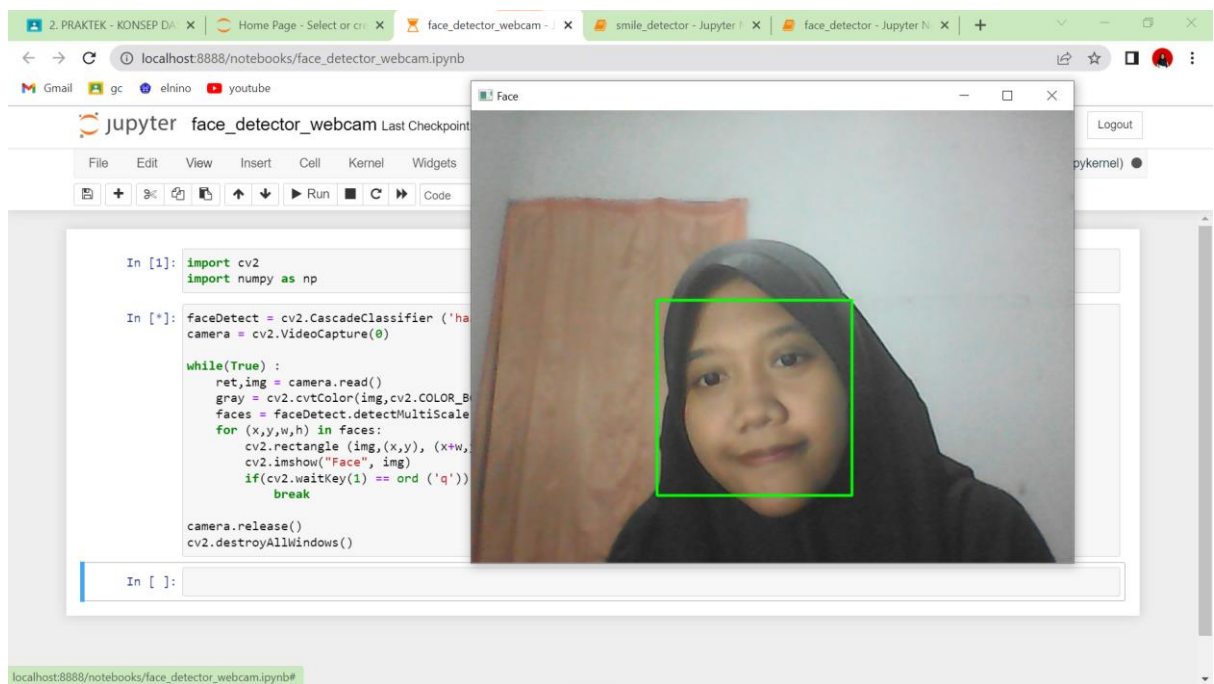 2. PRAKTEK - KONSEP DA
Home Page - Select or cr
face_detector_webcam - J
smile_detector - Jupyter
face_detector - Jupyter N
localhost:8888/notebooks/face_detector_webcam.ipynb
Gmail gc elnino youtube
Face
jupyter face_detector_webcam Last Checkpoint
Logout
File Edit View Insert Cell Kernel Widgets
pykernel)
Run Code
In [1]: import cv2
import numpy as np
In [*]: faceDetect = cv2.CascadeClassifier ('ha
camera = cv2.VideoCapture(0)
while(True) :
ret,img = camera.read()
gray = cv2.cvtColor(img,cv2.COLOR_B
faces = faceDetect.detectMultiScale
for (x,y,w,h) in faces:
cv2.rectangle (img,(x,y), (x+w,
cv2.imshow("Face", img)
if(cv2.waitKey(1) == ord ('q'))
break
camera.release()
cv2.destroyAllWindows()
In [ ]:
localhost:8888/notebooks/face_detector_webcam.ipynb#